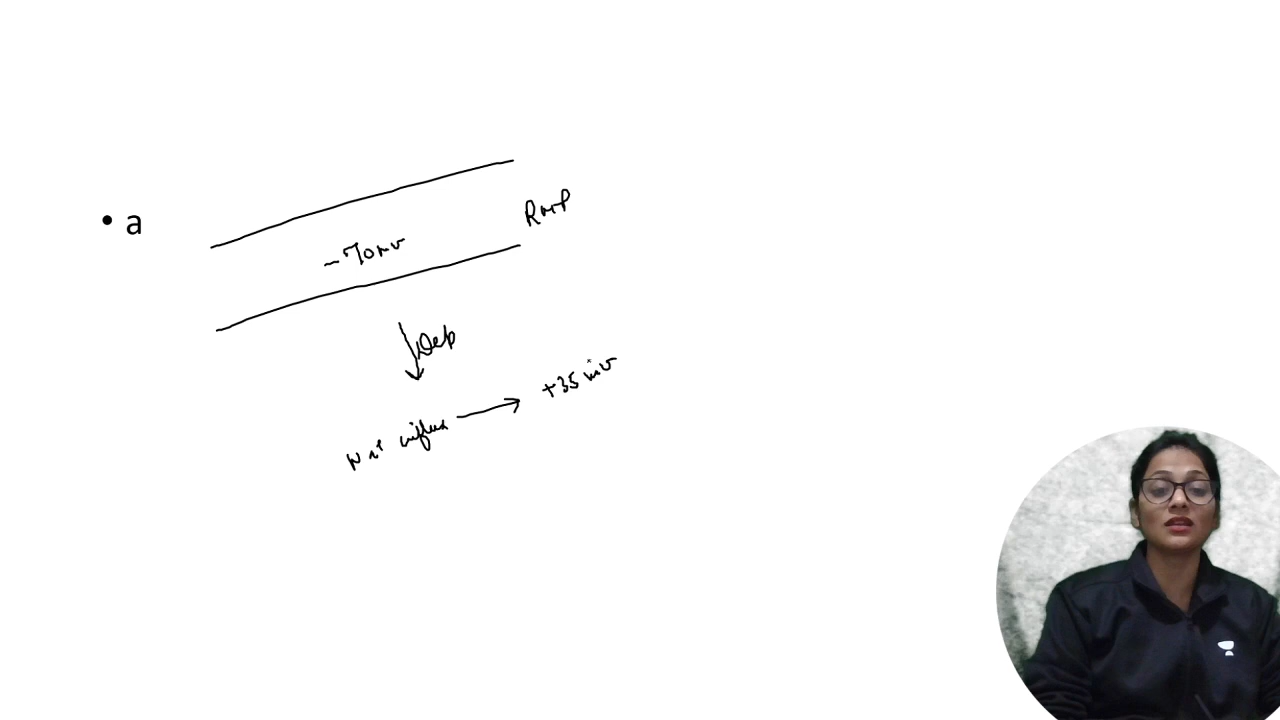 • a
RMP
-70mv
Dep
Na+ influx → +35 mv